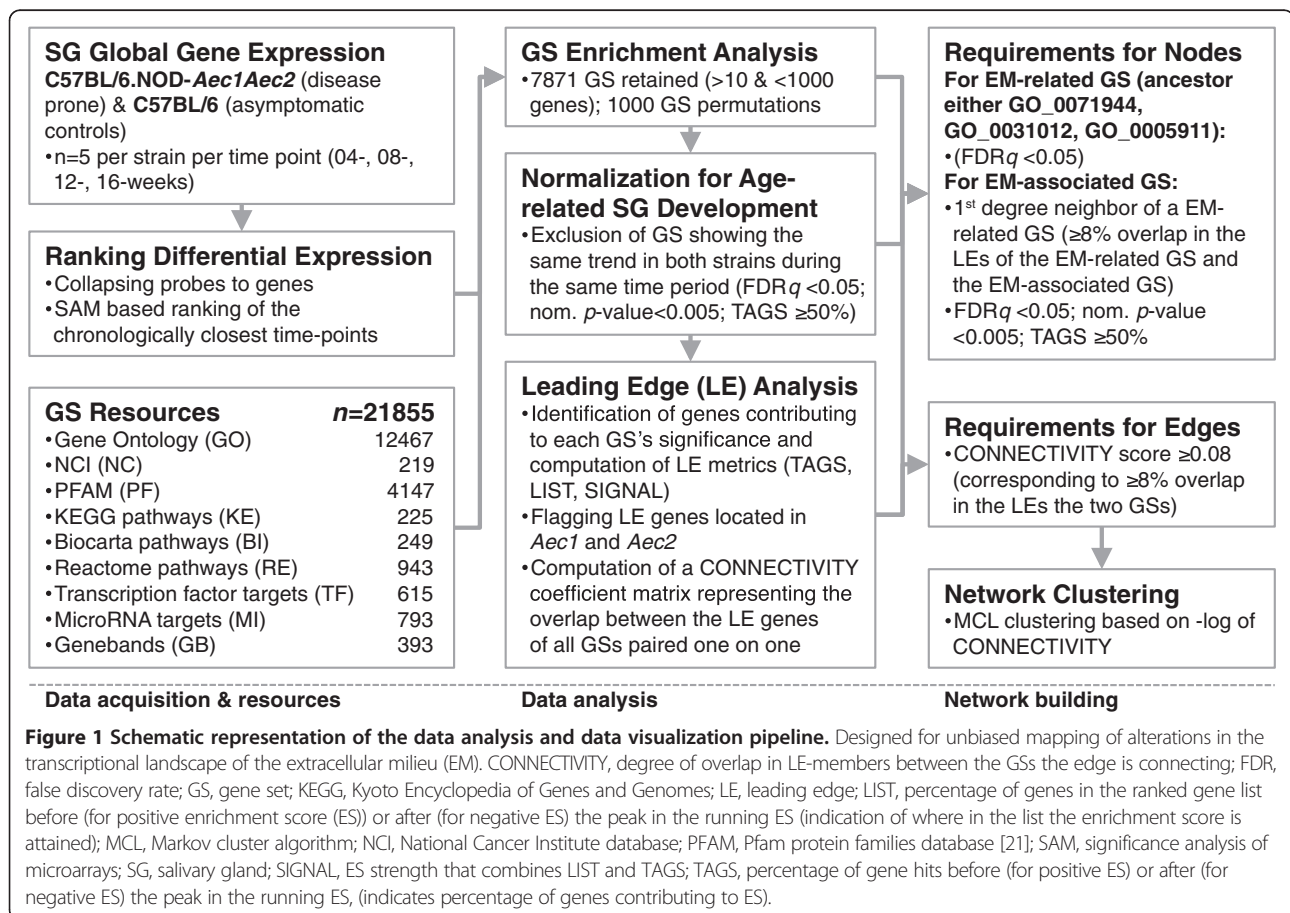 SG Global Gene Expression
C57BL/6.NOD-Aec1Aec2 (disease
prone) & C57BL/6 (asymptomatic
controls)
•n=5 per strain per time point (04-, 08-,
12-, 16-weeks)
Ranking Differential Expression
•Collapsing probes to genes
•SAM based ranking of the
chronologically closest time-points
GS Resources n=21855
•Gene Ontology (GO) 12467
•NCI (NC) 219
•PFAM (PF) 4147
•KEGG pathways (KE) 225
•Biocarta pathways (BI) 249
•Reactome pathways (RE) 943
•Transcription factor targets (TF) 615
•MicroRNA targets (MI) 793
•Genebands (GB) 393
Data acquisition & resources
GS Enrichment Analysis
•7871 GS retained (>10 & <1000
genes); 1000 GS permutations
Normalization for Age-
related SG Development
•Exclusion of GS showing the
same trend in both strains during
the same time period (FDRq <0.05;
nom. p-value<0.005; TAGS ≥50%)
Leading Edge (LE) Analysis
•Identification of genes contributing
to each GS's significance and
computation of LE metrics (TAGS,
LIST, SIGNAL)
•Flagging LE genes located in
Aec1 and Aec2
•Computation of a CONNECTIVITY
coefficient matrix representing the
overlap between the LE genes
of all GSs paired one on one
Data analysis
Requirements for Nodes
For EM-related GS (ancestor
either GO_0071944,
GO_0031012, GO_0005911):
•(FDRq <0.05)
For EM-associated GS:
•1st degree neighbor of a EM-
related GS (≥8% overlap in the
LEs of the EM-related GS and
the EM-associated GS)
•FDRq <0.05; nom. p-value
<0.005; TAGS ≥50%
Requirements for Edges
•CONNECTIVITY score ≥0.08
(corresponding to ≥8% overlap
in the LEs the two GSs)
Network Clustering
•MCL clustering based on -log of
CONNECTIVITY
Network building
Figure 1 Schematic representation of the data analysis and data visualization pipeline. Designed for unbiased mapping of alterations in the
transcriptional landscape of the extracellular milieu (EM). CONNECTIVITY, degree of overlap in LE-members between the GSs the edge is connecting; FDR,
false discovery rate; GS, gene set; KEGG, Kyoto Encyclopedia of Genes and Genomes; LE, leading edge; LIST, percentage of genes in the ranked gene list
before (for positive enrichment score (ES)) or after (for negative ES) the peak in the running ES (indication of where in the list the enrichment score is
attained); MCL, Markov cluster algorithm; NCI, National Cancer Institute database; PFAM, Pfam protein families database [21]; SAM, significance analysis of
microarrays; SG, salivary gland; SIGNAL, ES strength that combines LIST and TAGS; TAGS, percentage of gene hits before (for positive ES) or after (for
negative ES) the peak in the running ES, (indicates percentage of genes contributing to ES).